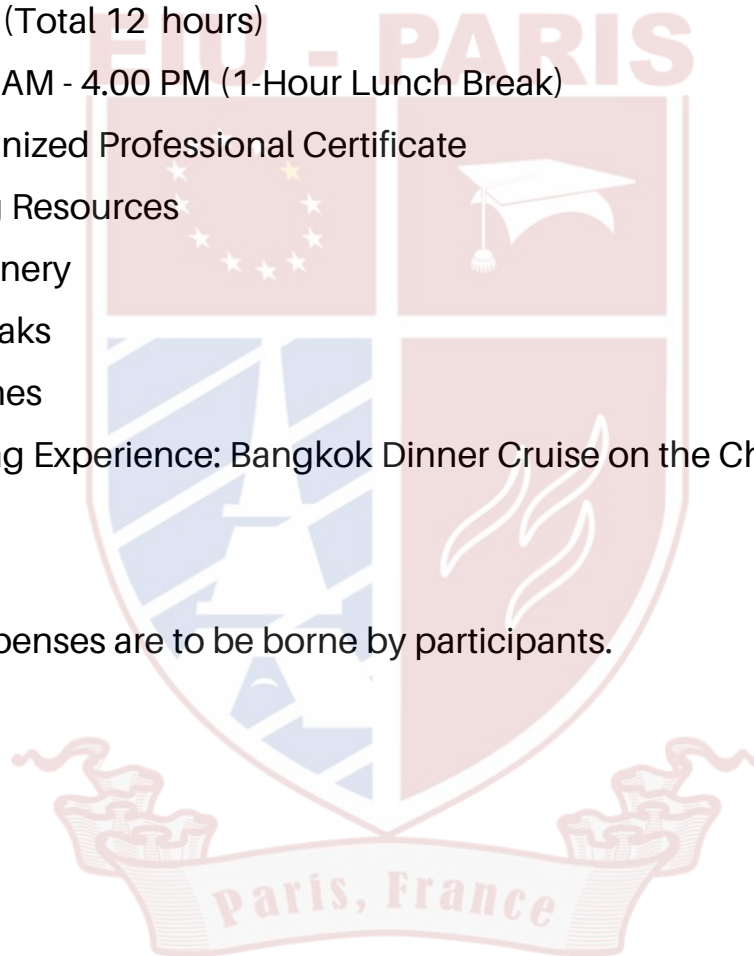 EIU - PARIS
(Total 12 hours)
AM - 4.00 PM (1-Hour Lunch Break)
nized Professional Certificate
g Resources
nery
aks
nes
ng Experience: Bangkok Dinner Cruise on the Ch
penses are to be borne by participants.
Paris, France